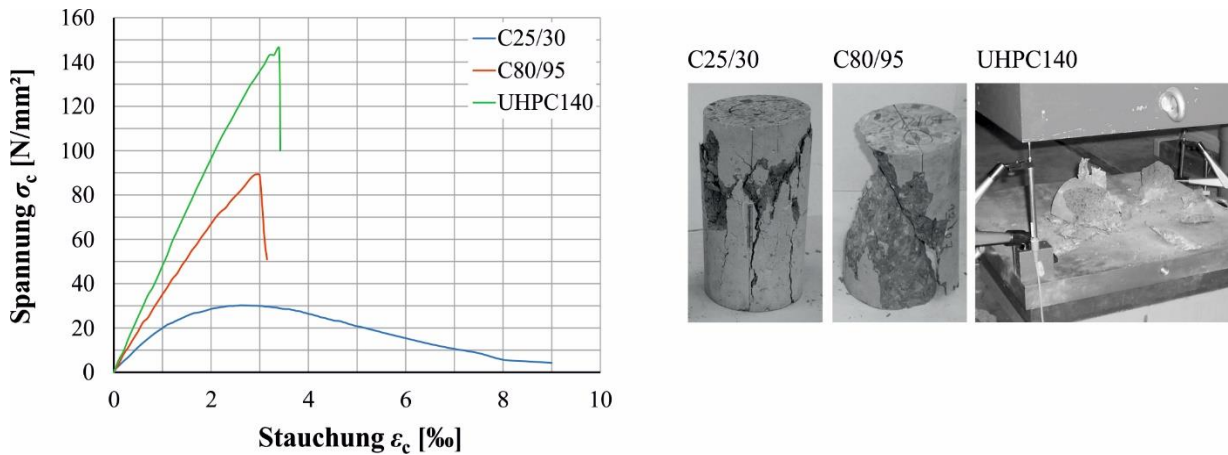 160
140
120
100
80
60
40
20
0
Spannung σc [N/mm²]
0 2 4 6 8 10
Stauchung εc [‰]
C25/30
C80/95
UHPC140
C25/30 C80/95 UHPC140